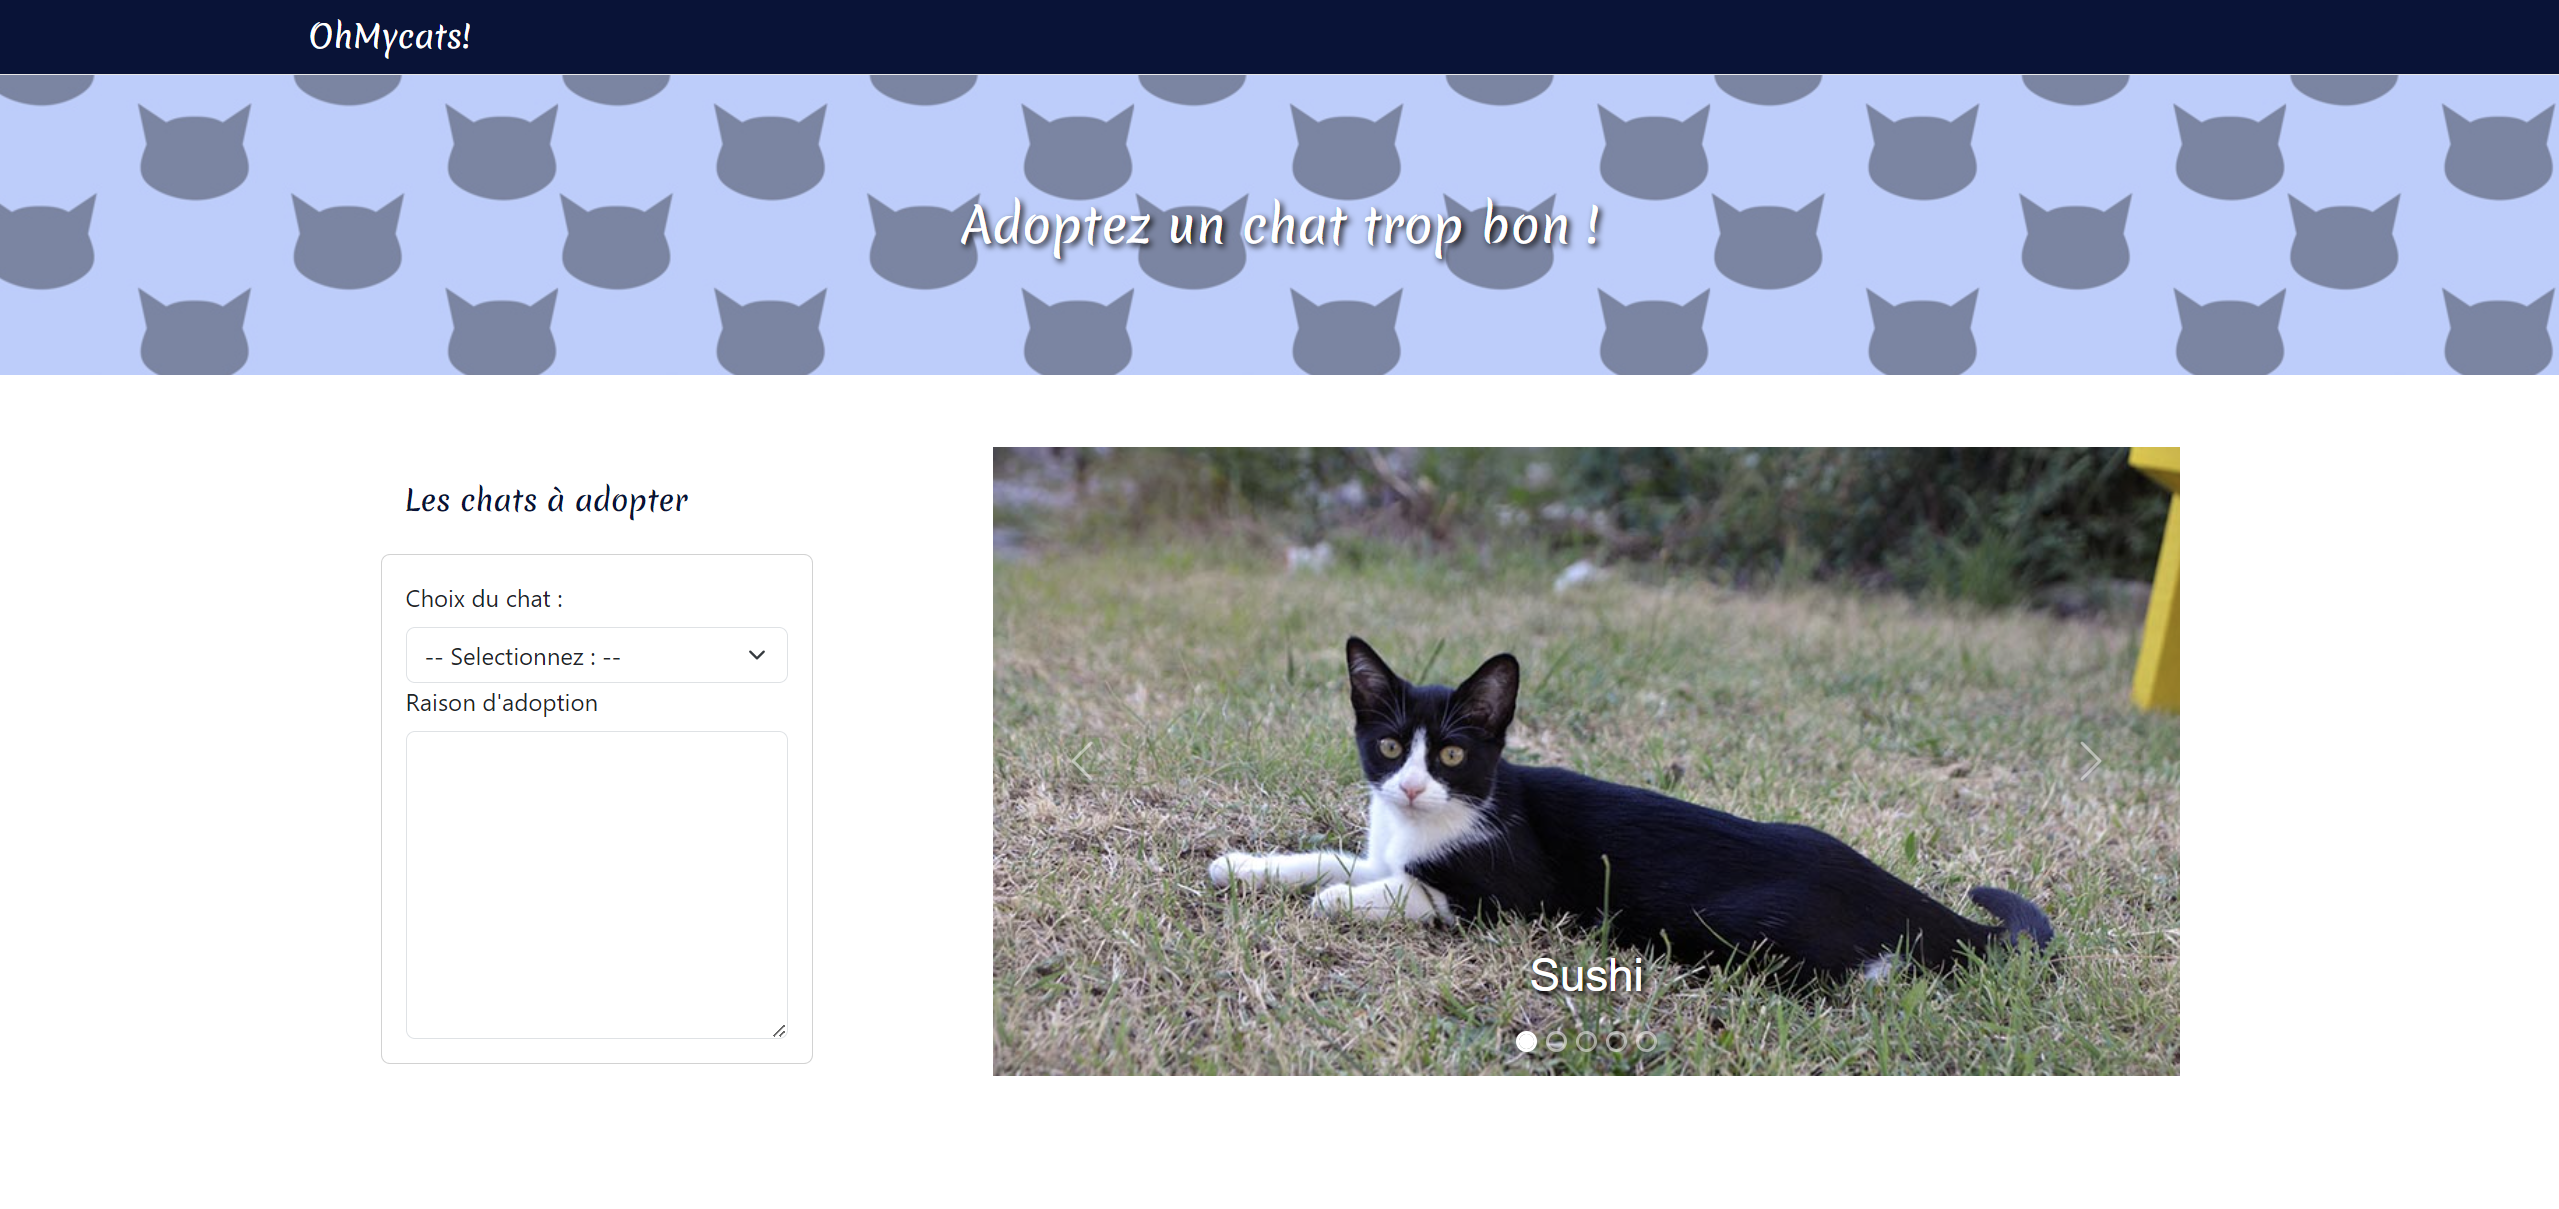 OhMycats!
Adoptez un chat trop bon !
Les chats à adopter
Choix du chat :
-- Selectionnez : --
Raison d'adoption
Sushi